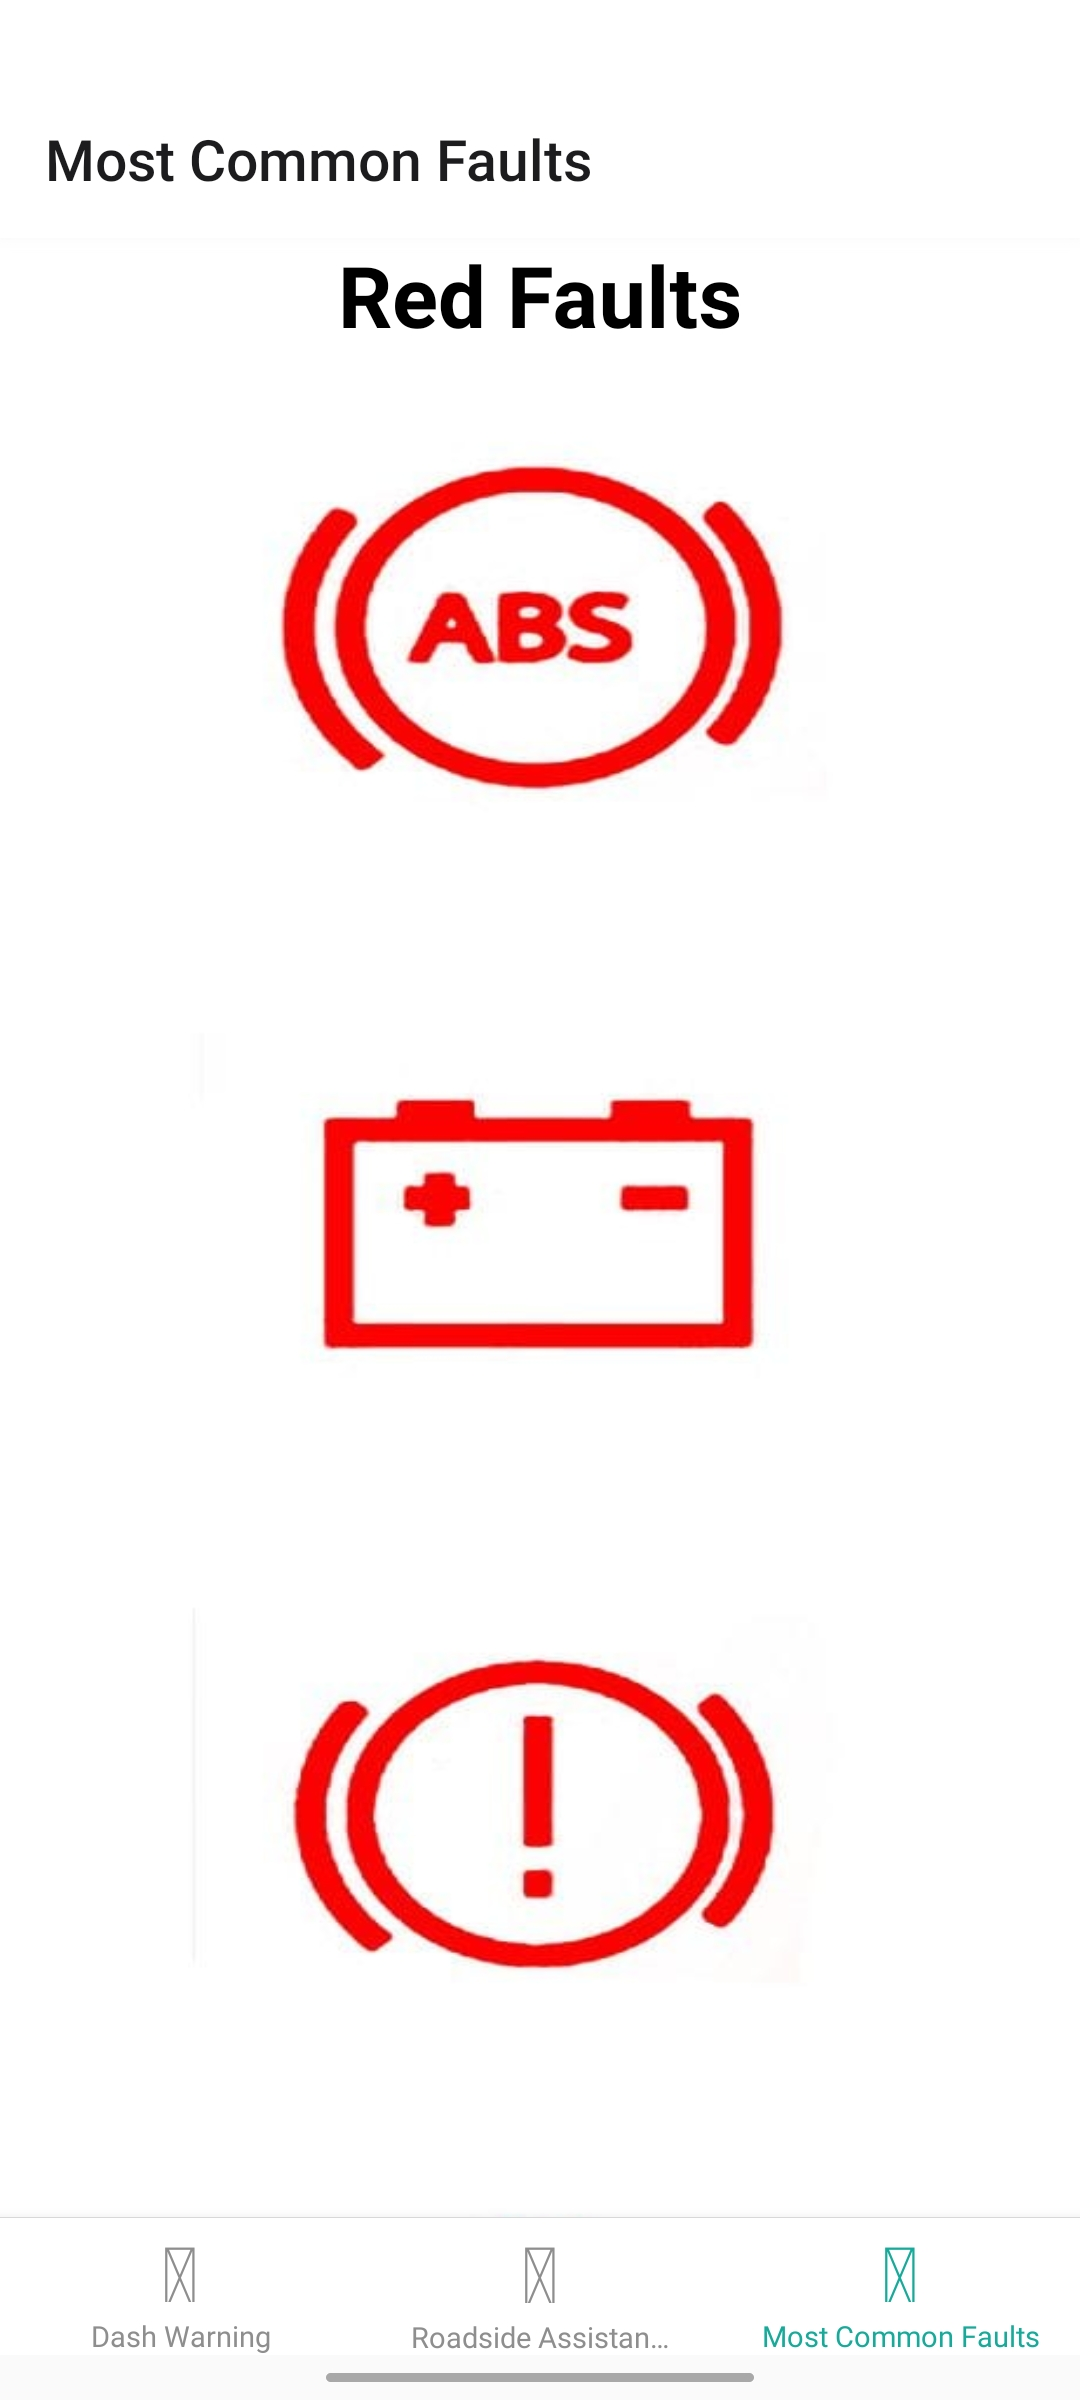 Most Common Faults
Red Faults
ABS
+ -
!
Dash Warning
Roadside Assistan...
Most Common Faults